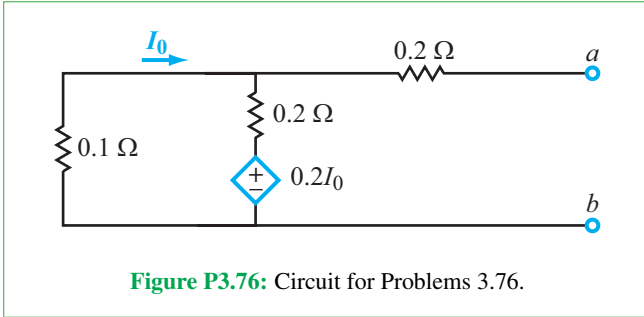 I₀
0.2 Ω
a
0.2 Ω
0.1 Ω
+
−
0.2I₀
b
Figure P3.76: Circuit for Problems 3.76.